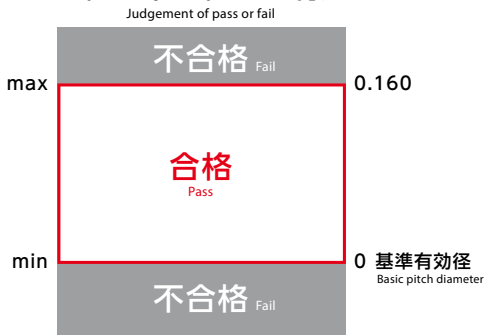 Judgement of pass or fail
不合格 Fail
max 0.160
合格
Pass
min 0 基準有効径
Basic pitch diameter
不合格 Fail